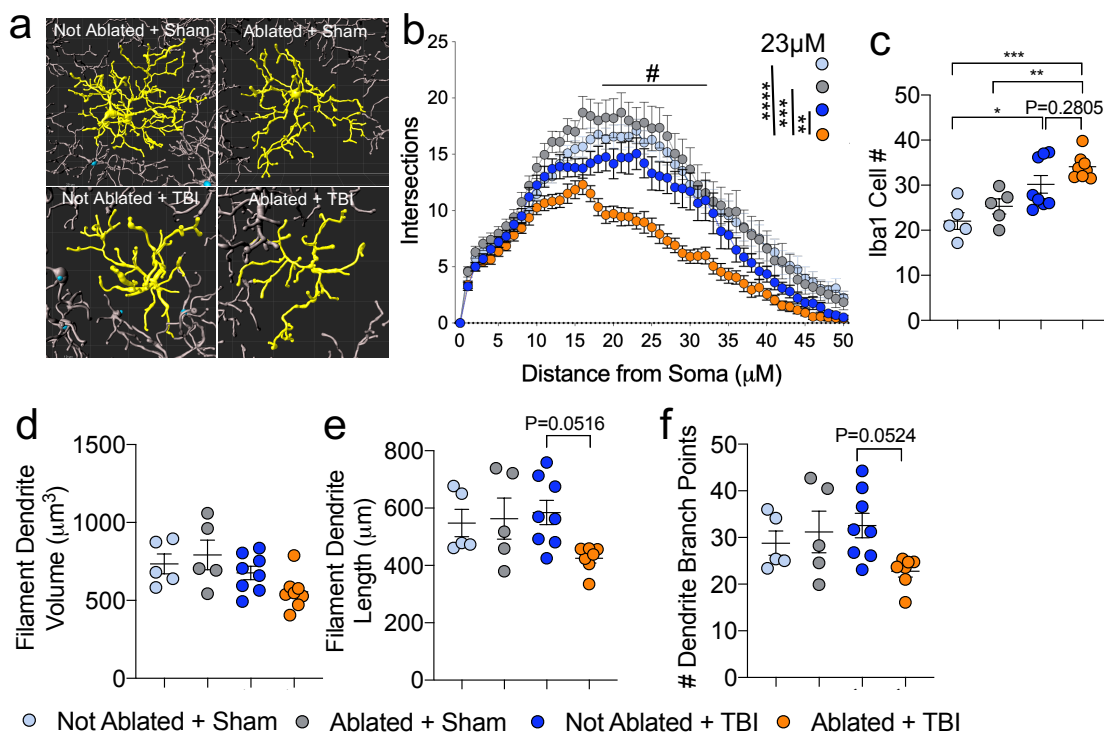 a
Not Ablated + Sham
Ablated + Sham
Not Ablated + TBI
Ablated + TBI
b
25
20
15
10
5
0
Intersections
#
23μM
****
***
**
0 5 10 15 20 25 30 35 40 45 50
Distance from Soma (μM)
c
***
**
*
P=0.2805
50
40
30
20
10
0
Iba1 Cell #
d
1500
1000
500
0
Filament Dendrite
Volume (μm³)
e
P=0.0516
800
600
400
200
0
Filament Dendrite
Length (μm)
f
P=0.0524
50
40
30
20
10
0
# Dendrite Branch Points
Not Ablated + Sham
Ablated + Sham
Not Ablated + TBI
Ablated + TBI